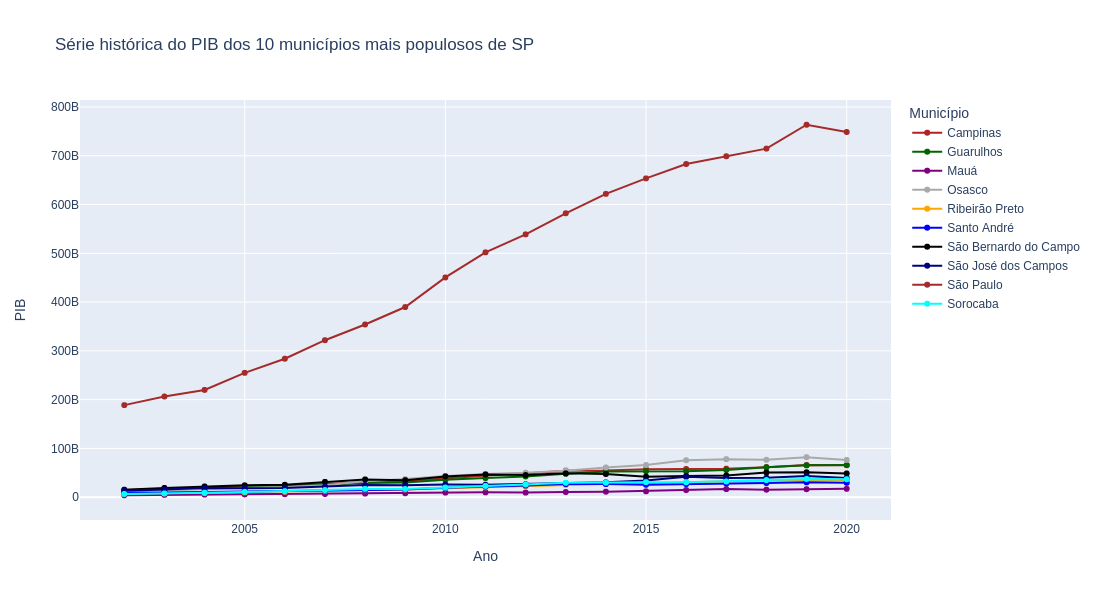 Série histórica do PIB dos 10 municípios mais populosos de SP
800B
700B
600B
500B
400B
300B
200B
100B
0
PIB
2005
2010
2015
2020
Ano
Município
Campinas
Guarulhos
Mauá
Osasco
Ribeirão Preto
Santo André
São Bernardo do Campo
São José dos Campos
São Paulo
Sorocaba